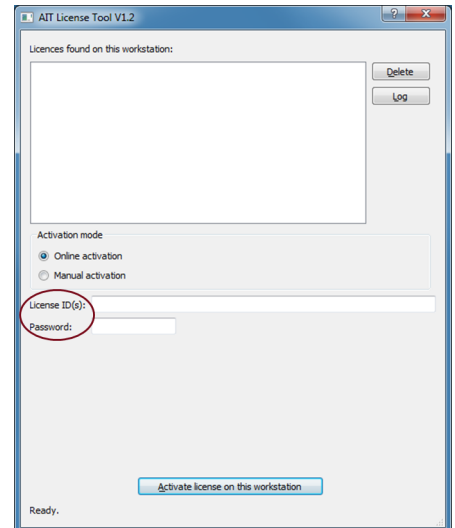 AIT License Tool V1.2
Licences found on this workstation:
Delete
Log
Activation mode
Online activation
Manual activation
License ID(s):
Password:
Activate license on this workstation
Ready.